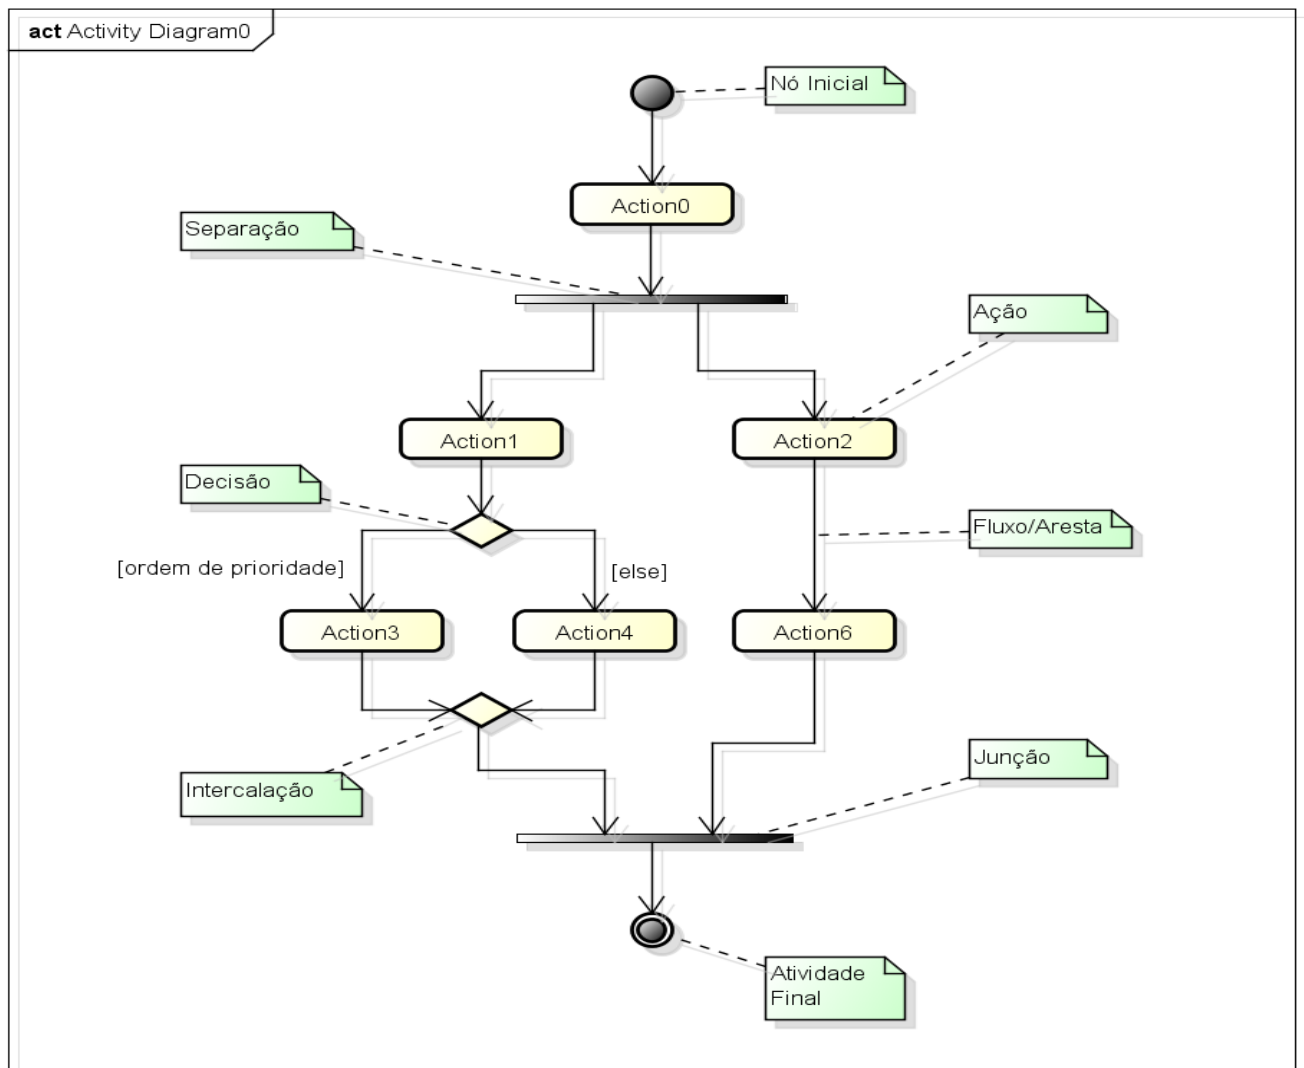 act Activity Diagram0
Nó Inicial
Action0
Separação
Ação
Action1
Action2
Decisão
Fluxo/Aresta
[ordem de prioridade]
[else]
Action3
Action4
Action6
Junção
Intercalação
Atividade
Final